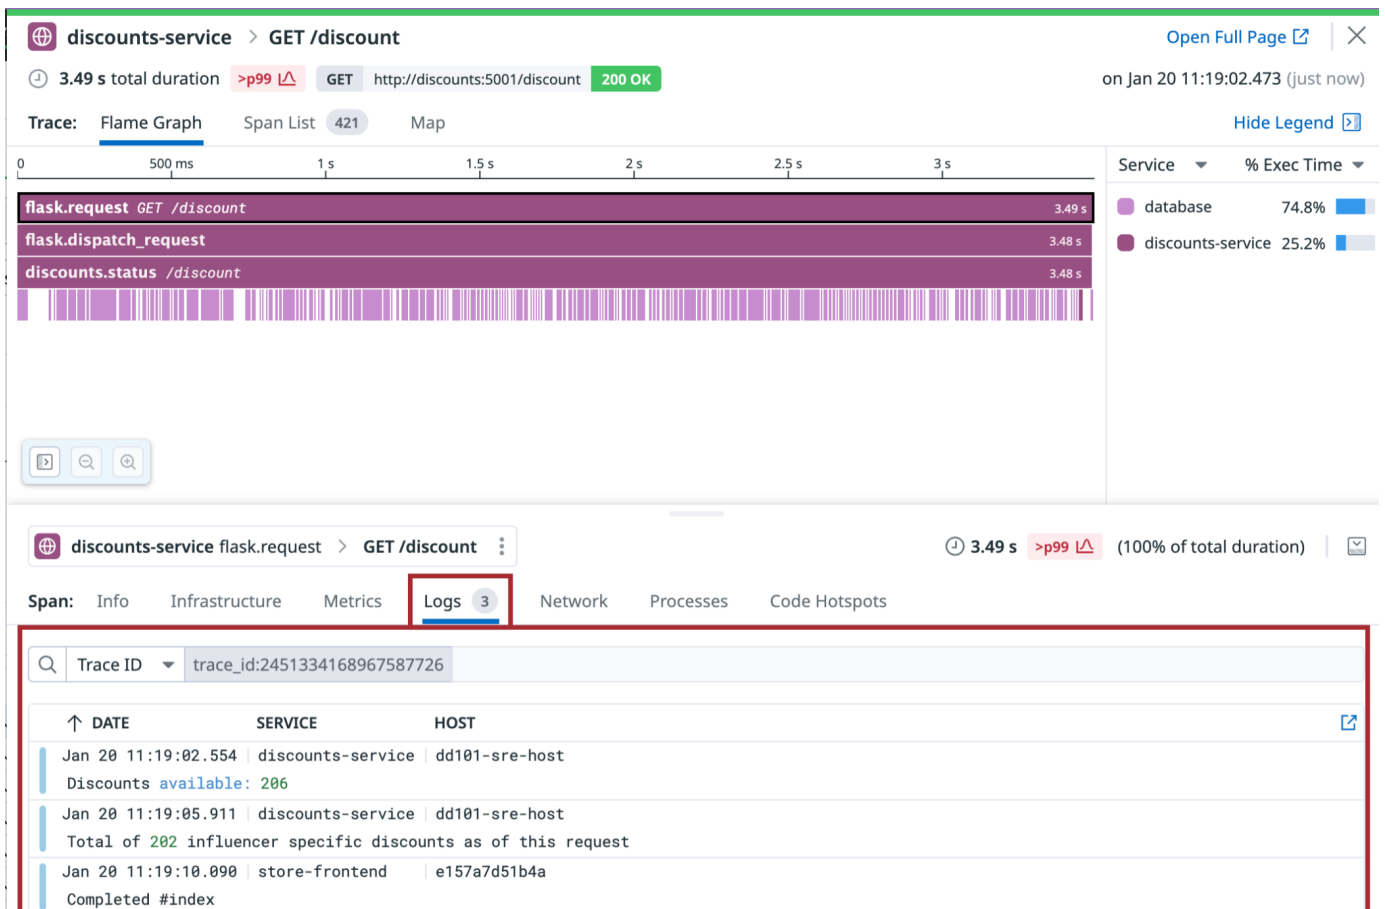 discounts-service > GET /discount
Open Full Page
3.49 s total duration >p99 GET http://discounts:5001/discount 200 OK
on Jan 20 11:19:02.473 (just now)
Trace: Flame Graph Span List 421 Map
Hide Legend
0 500 ms 1 s 1.5 s 2 s 2.5 s 3 s
Service % Exec Time
flask.request GET /discount 3.49 s
database 74.8%
flask.dispatch_request 3.48 s
discounts-service 25.2%
discounts.status /discount 3.48 s
discounts-service flask.request > GET /discount
3.49 s >p99 (100% of total duration)
Span: Info Infrastructure Metrics Logs 3 Network Processes Code Hotspots
Trace ID trace_id:2451334168967587726
DATE SERVICE HOST
Jan 20 11:19:02.554 discounts-service dd101-sre-host
Discounts available: 206
Jan 20 11:19:05.911 discounts-service dd101-sre-host
Total of 202 influencer specific discounts as of this request
Jan 20 11:19:10.090 store-frontend e157a7d51b4a
Completed #index